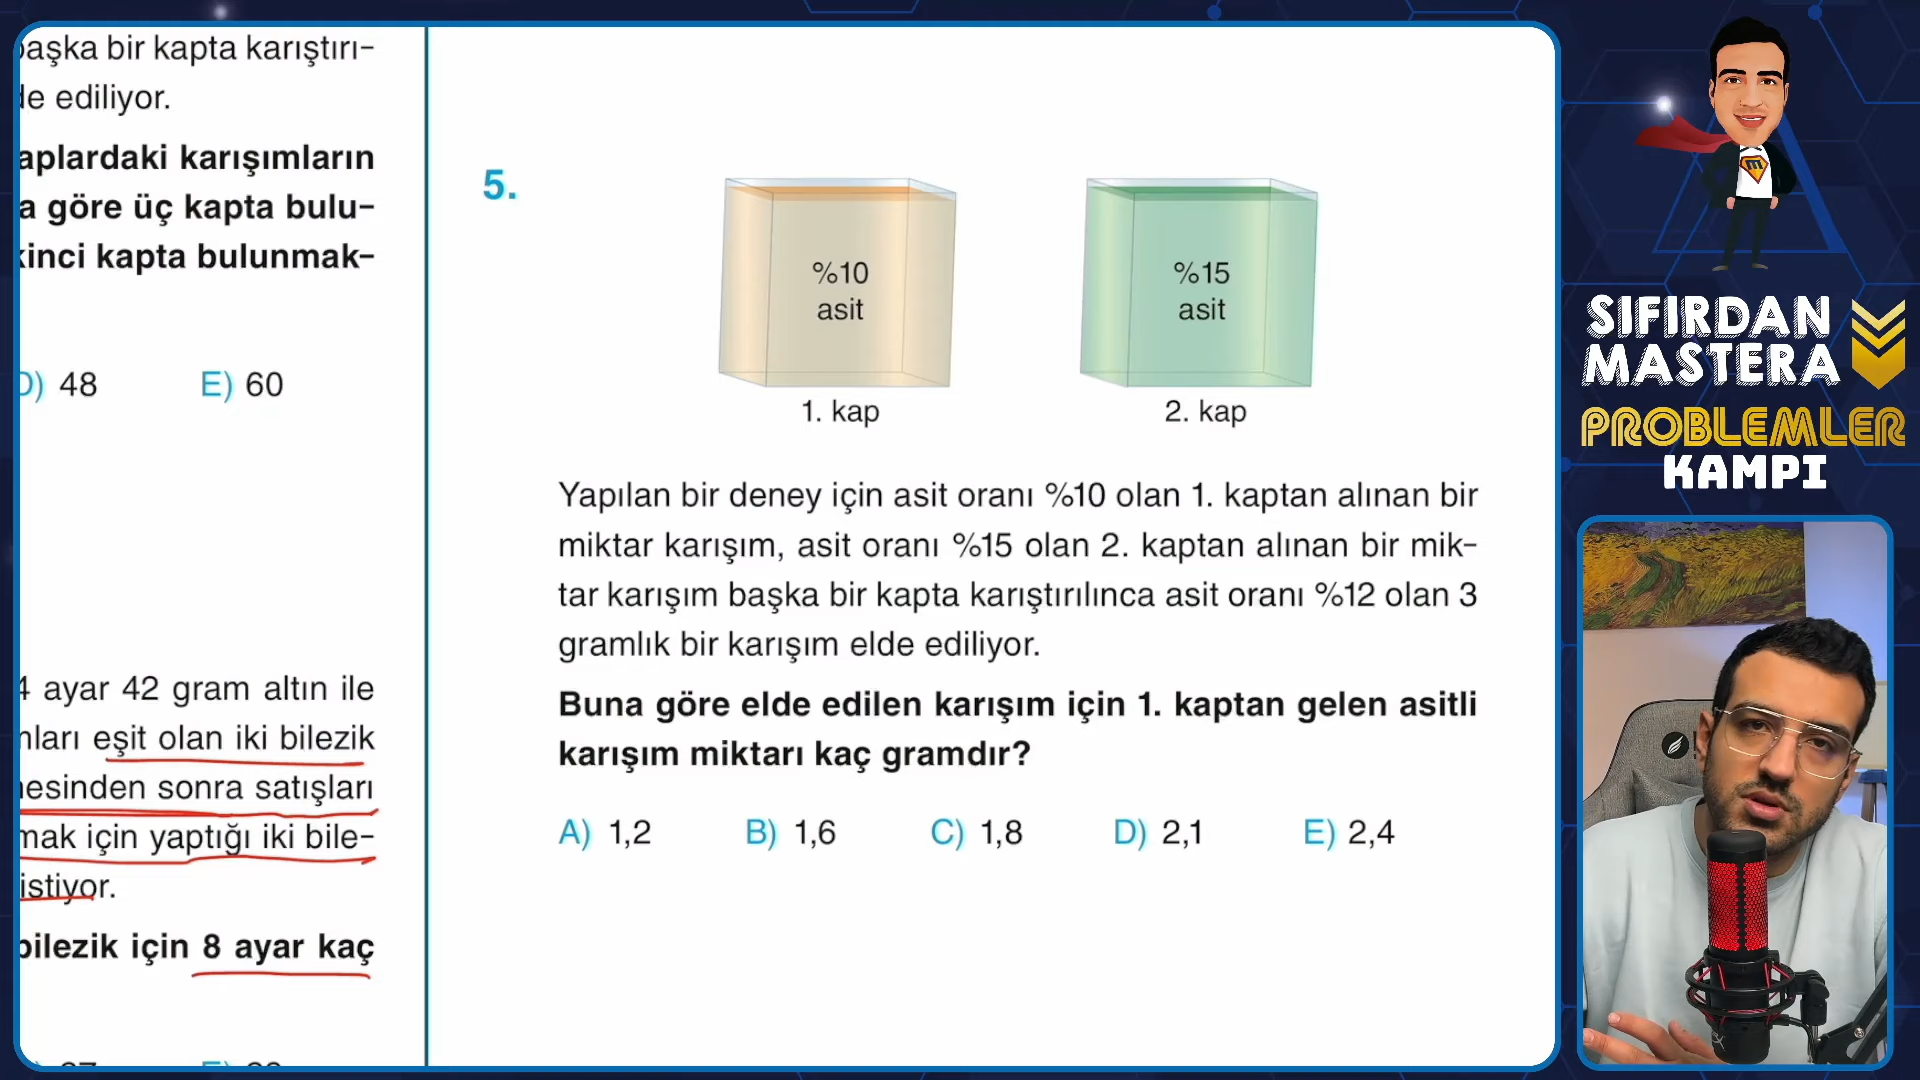 başka bir kapta karıştırı-
de ediliyor.
aplardaki karışımların
a göre üç kapta bulu-
kinci kapta bulunmak-
D) 48 E) 60
4 ayar 42 gram altın ile
ları eşit olan iki bilezik
esinden sonra satışları
mak için yaptığı iki bile-
istiyor.
bilezik için 8 ayar kaç
5.
%10
asit
1. kap
%15
asit
2. kap
Yapılan bir deney için asit oranı %10 olan 1. kaptan alınan bir
miktar karışım, asit oranı %15 olan 2. kaptan alınan bir mik-
tar karışım başka bir kapta karıştırılınca asit oranı %12 olan 3
gramlık bir karışım elde ediliyor.
Buna göre elde edilen karışım için 1. kaptan gelen asitli
karışım miktarı kaç gramdır?
A) 1,2 B) 1,6 C) 1,8 D) 2,1 E) 2,4
SIFIRDAN
MASTERA
PROBLEMLER
KAMPI